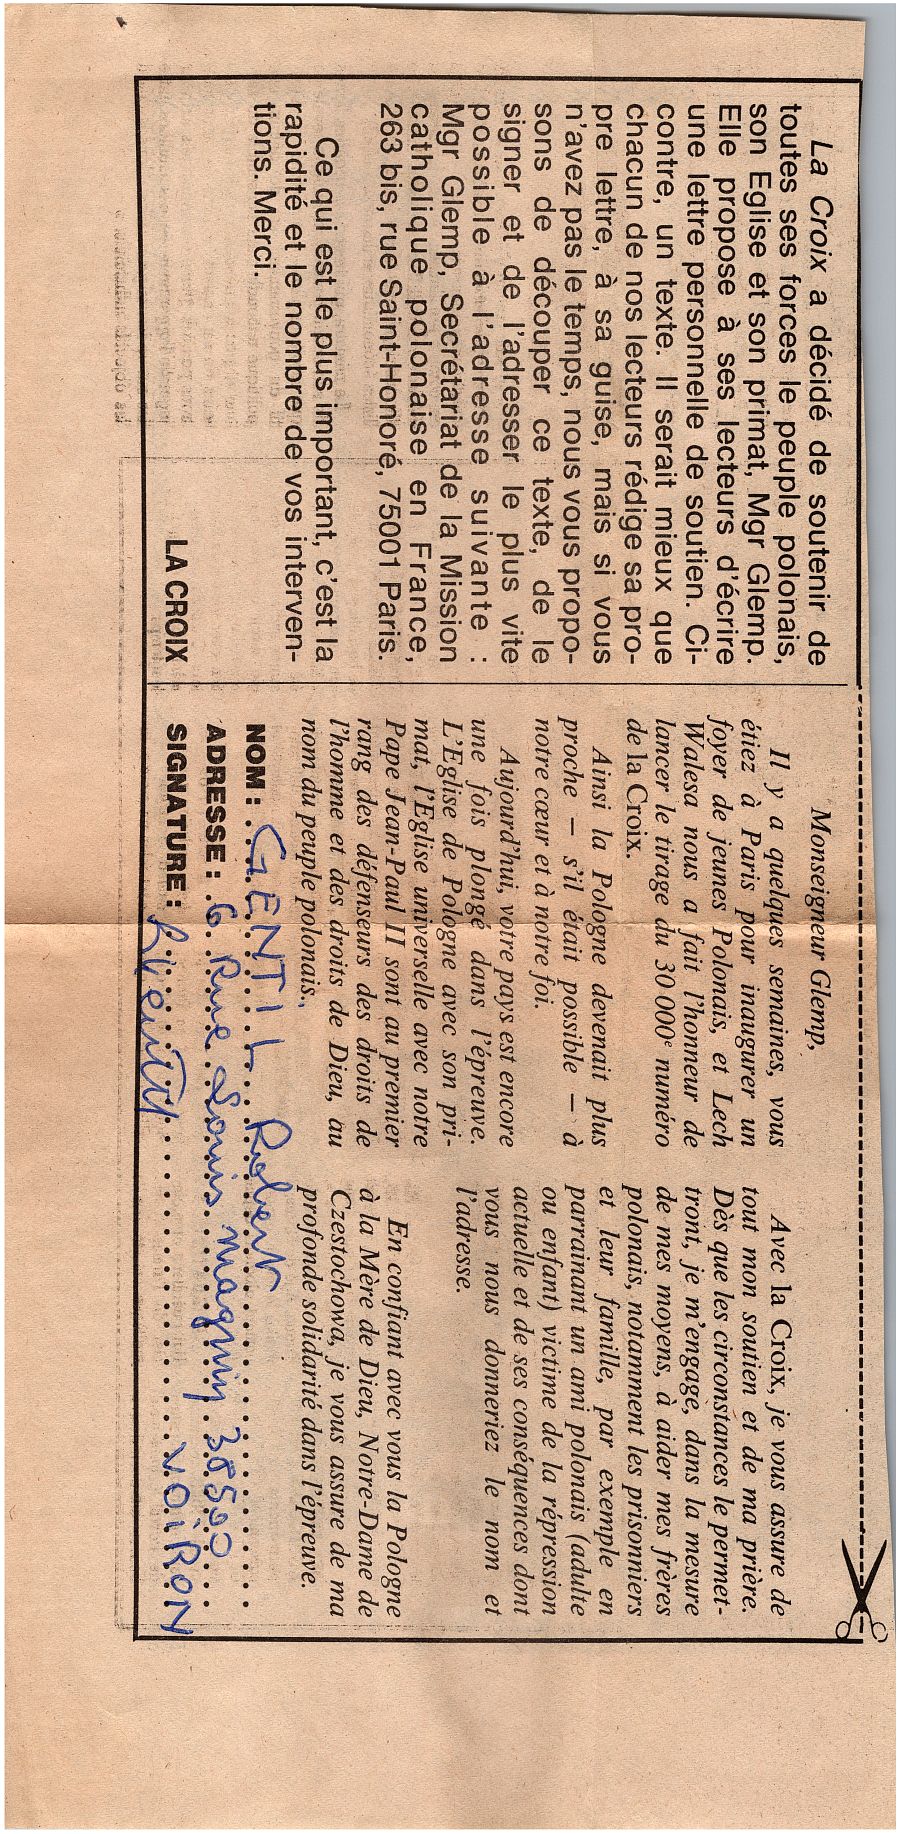 La Croix a décidé de soutenir de
toutes ses forces le peuple polonais,
son Eglise et son primat, Mgr Glemp.
Elle propose à ses lecteurs d'écrire
une lettre personnelle de soutien. Ci-
contre, un texte. Il serait mieux que
chacun de nos lecteurs rédige sa pro-
pre lettre, à sa guise, mais si vous
n'avez pas le temps, nous vous propo-
sons de découper ce texte, de le
signer et de l'adresser le plus vite
possible à l'adresse suivante :
Mgr Glemp, Secrétariat de la Mission
catholique polonaise en France,
263 bis, rue Saint-Honoré, 75001 Paris.
Ce qui est le plus important, c'est la
rapidité et le nombre de vos interven-
tions. Merci.
LA CROIX
Monseigneur Glemp,
Il y a quelques semaines, vous
étiez à Paris pour inaugurer un
foyer de jeunes Polonais, et Lech
Walesa nous a fait l'honneur de
lancer le tirage du 30 000e numéro
de la Croix.
Ainsi la Pologne devenait plus
proche – s'il était possible – à
notre cœur et à notre foi.
Aujourd'hui, votre pays est encore
une fois plongé dans l'épreuve.
L'Eglise de Pologne avec son pri-
mat, l'Eglise universelle avec notre
Pape Jean-Paul II sont au premier
rang des défenseurs des droits de
l'homme et des droits de Dieu, au
nom du peuple polonais.
Avec la Croix, je vous assure de
tout mon soutien et de ma prière.
Dès que les circonstances le permet-
tront, je m'engage, dans la mesure
de mes moyens, à aider mes frères
polonais, notamment les prisonniers
et leur famille, par exemple en
parrainant un ami polonais (adulte
ou enfant) victime de la répression
actuelle et de ses conséquences dont
vous nous donneriez le nom et
l'adresse.
En confiant avec vous la Pologne
à la Mère de Dieu, Notre-Dame de
Czestochowa, je vous assure de ma
profonde solidarité dans l'épreuve.
NOM : GENTIL Robert
ADRESSE : 6 Rue Louis magnin 38500
SIGNATURE : VOIRON